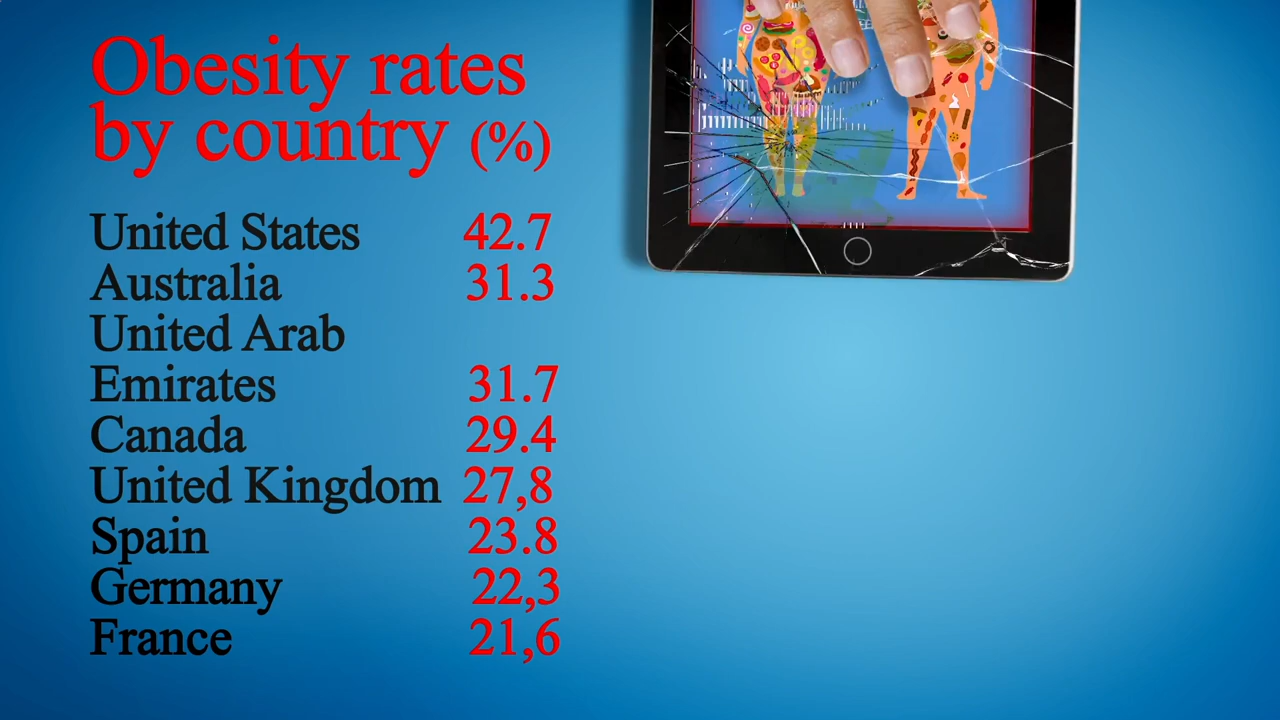 Obesity rates
by country (%)
United States 42.7
Australia 31.3
United Arab
Emirates 31.7
Canada 29.4
United Kingdom 27,8
Spain 23.8
Germany 22,3
France 21,6